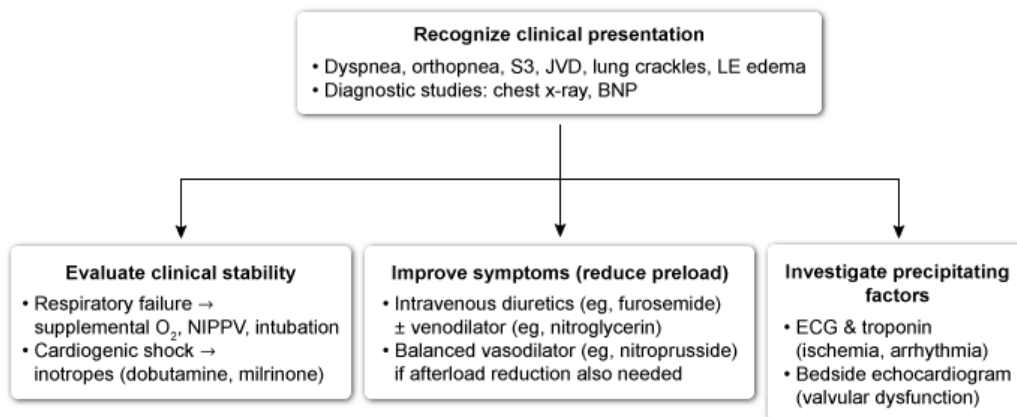 Recognize clinical presentation
• Dyspnea, orthopnea, S3, JVD, lung crackles, LE edema
• Diagnostic studies: chest x-ray, BNP
Evaluate clinical stability
• Respiratory failure →
supplemental O₂, NIPPV, intubation
• Cardiogenic shock →
inotropes (dobutamine, milrinone)
Improve symptoms (reduce preload)
• Intravenous diuretics (eg, furosemide)
± venodilator (eg, nitroglycerin)
• Balanced vasodilator (eg, nitroprusside)
if afterload reduction also needed
Investigate precipitating
factors
• ECG & troponin
(ischemia, arrhythmia)
• Bedside echocardiogram
(valvular dysfunction)